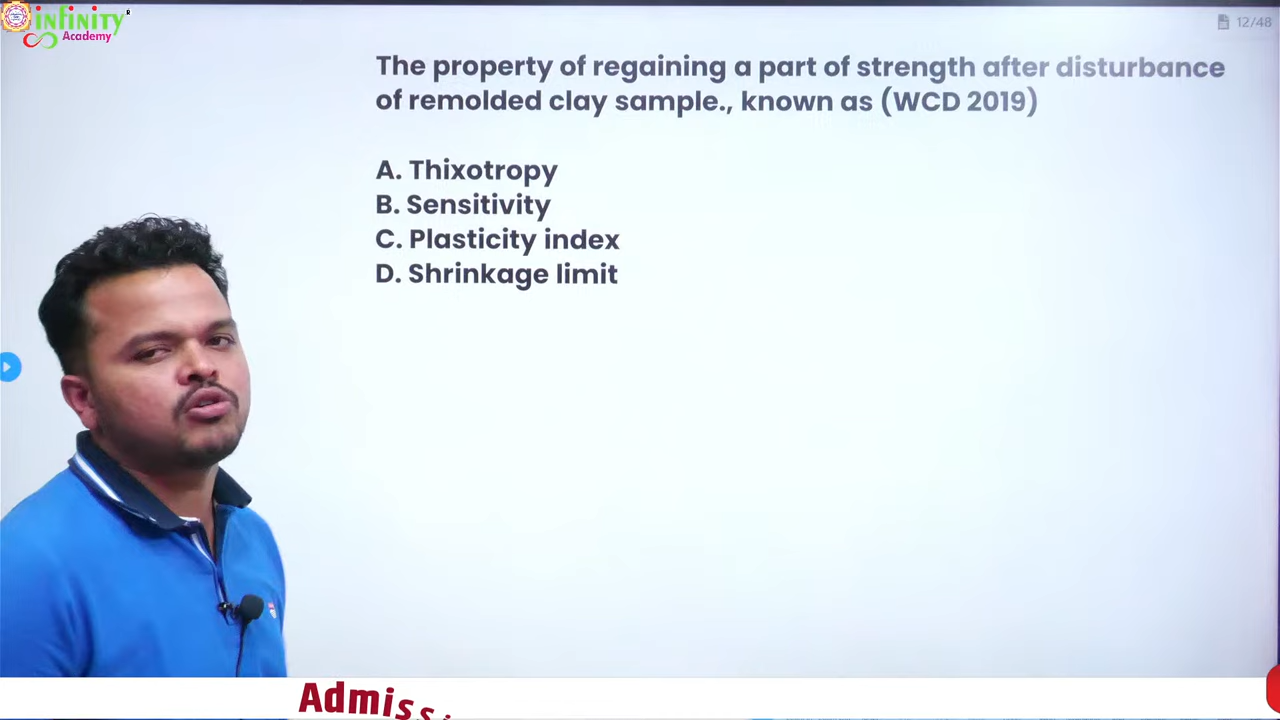 infinity
Academy
12/48
The property of regaining a part of strength after disturbance
of remolded clay sample., known as (WCD 2019)
A. Thixotropy
B. Sensitivity
C. Plasticity index
D. Shrinkage limit
Admissi